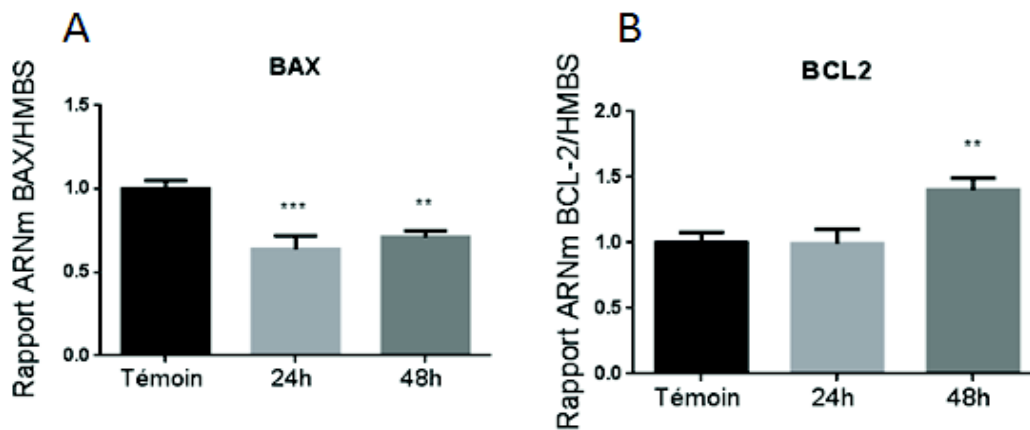 A
BAX
Rapport ARNm BAX/HMBS
1.5
1.0
0.5
0.0
***
**
Témoin
24h
48h
B
BCL2
Rapport ARNm BCL-2/HMBS
2.0
1.5
1.0
0.5
0.0
**
Témoin
24h
48h